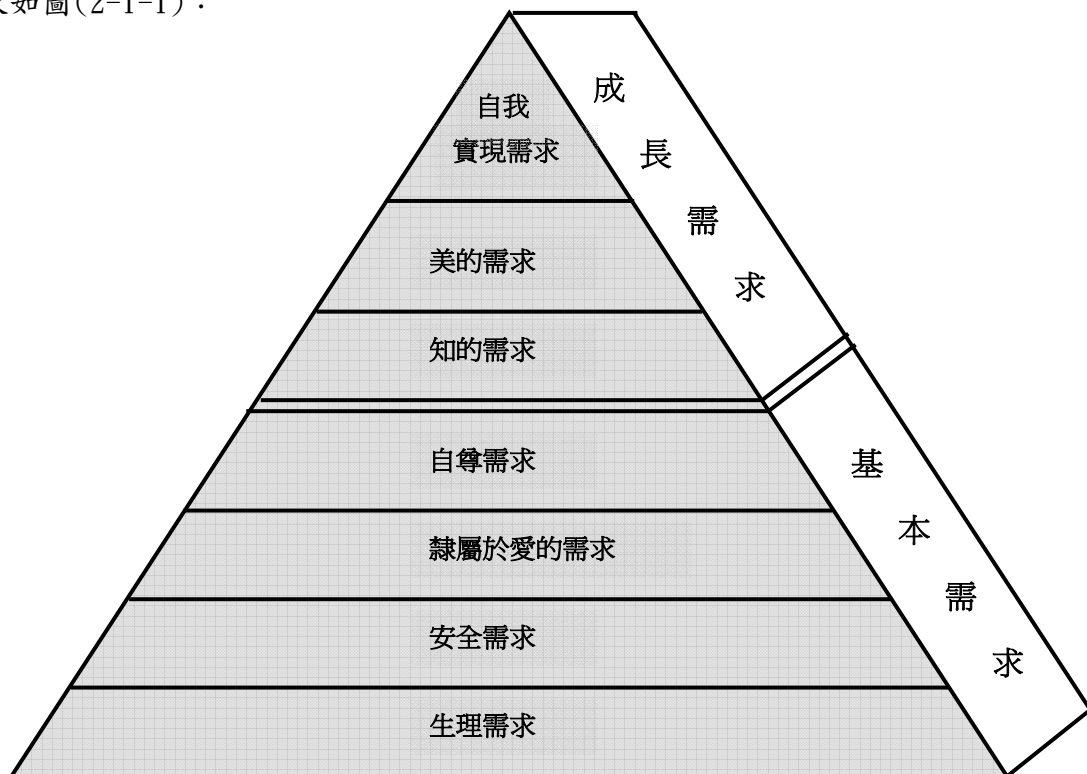 如圖(2-1-1)：
自我
實現需求
美的需求
知的需求
自尊需求
隸屬於愛的需求
安全需求
生理需求
成長需求
基本需求